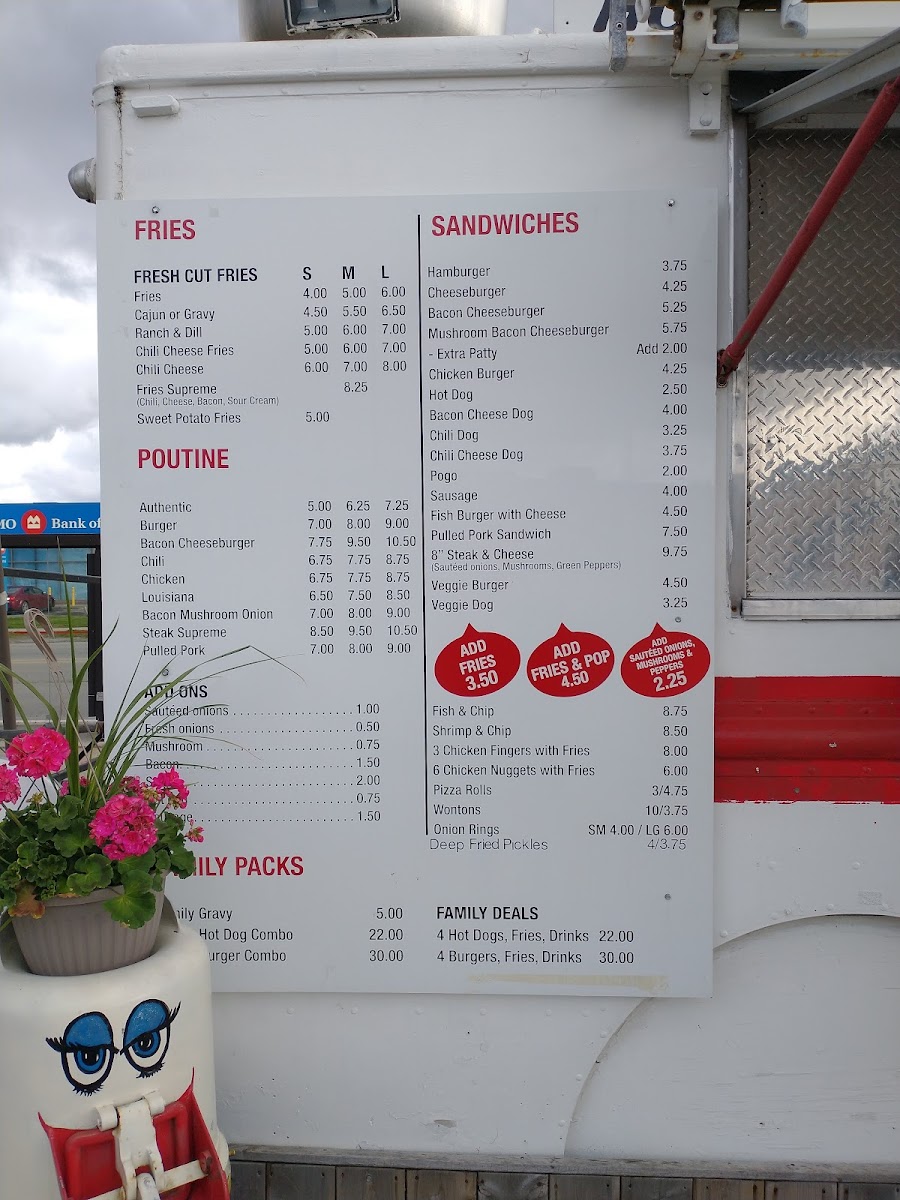 MO Bank of
FRIES
FRESH CUT FRIES S M L
Fries 4.00 5.00 6.00
Cajun or Gravy 4.50 5.50 6.50
Ranch & Dill 5.00 6.00 7.00
Chili Cheese Fries 5.00 6.00 7.00
Chili Cheese 6.00 7.00 8.00
Fries Supreme 8.25
(Chili, Cheese, Bacon, Sour Cream)
Sweet Potato Fries 5.00
POUTINE
Authentic 5.00 6.25 7.25
Burger 7.00 8.00 9.00
Bacon Cheeseburger 7.75 9.50 10.50
Chili 6.75 7.75 8.75
Chicken 6.75 7.75 8.75
Louisiana 6.50 7.50 8.50
Bacon Mushroom Onion 7.00 8.00 9.00
Steak Supreme 8.50 9.50 10.50
Pulled Pork 7.00 8.00 9.00
ADD ONS
Sautéed onions 1.00
Fresh onions 0.50
Mushroom 0.75
Bacon 1.50
2.00
0.75
1.50
ILY PACKS
ily Gravy 5.00
Hot Dog Combo 22.00
urger Combo 30.00
SANDWICHES
Hamburger 3.75
Cheeseburger 4.25
Bacon Cheeseburger 5.25
Mushroom Bacon Cheeseburger 5.75
- Extra Patty Add 2.00
Chicken Burger 4.25
Hot Dog 2.50
Bacon Cheese Dog 4.00
Chili Dog 3.25
Chili Cheese Dog 3.75
Pogo 2.00
Sausage 4.00
Fish Burger with Cheese 4.50
Pulled Pork Sandwich 7.50
8" Steak & Cheese 9.75
(Sautéed onions, Mushrooms, Green Peppers)
Veggie Burger 4.50
Veggie Dog 3.25
ADD
FRIES
3.50
ADD
FRIES & POP
4.50
ADD
SAUTÉED ONIONS,
MUSHROOMS &
PEPPERS
2.25
Fish & Chip 8.75
Shrimp & Chip 8.50
3 Chicken Fingers with Fries 8.00
6 Chicken Nuggets with Fries 6.00
Pizza Rolls 3/4.75
Wontons 10/3.75
Onion Rings SM 4.00 / LG 6.00
Deep Fried Pickles 4/3.75
FAMILY DEALS
4 Hot Dogs, Fries, Drinks 22.00
4 Burgers, Fries, Drinks 30.00